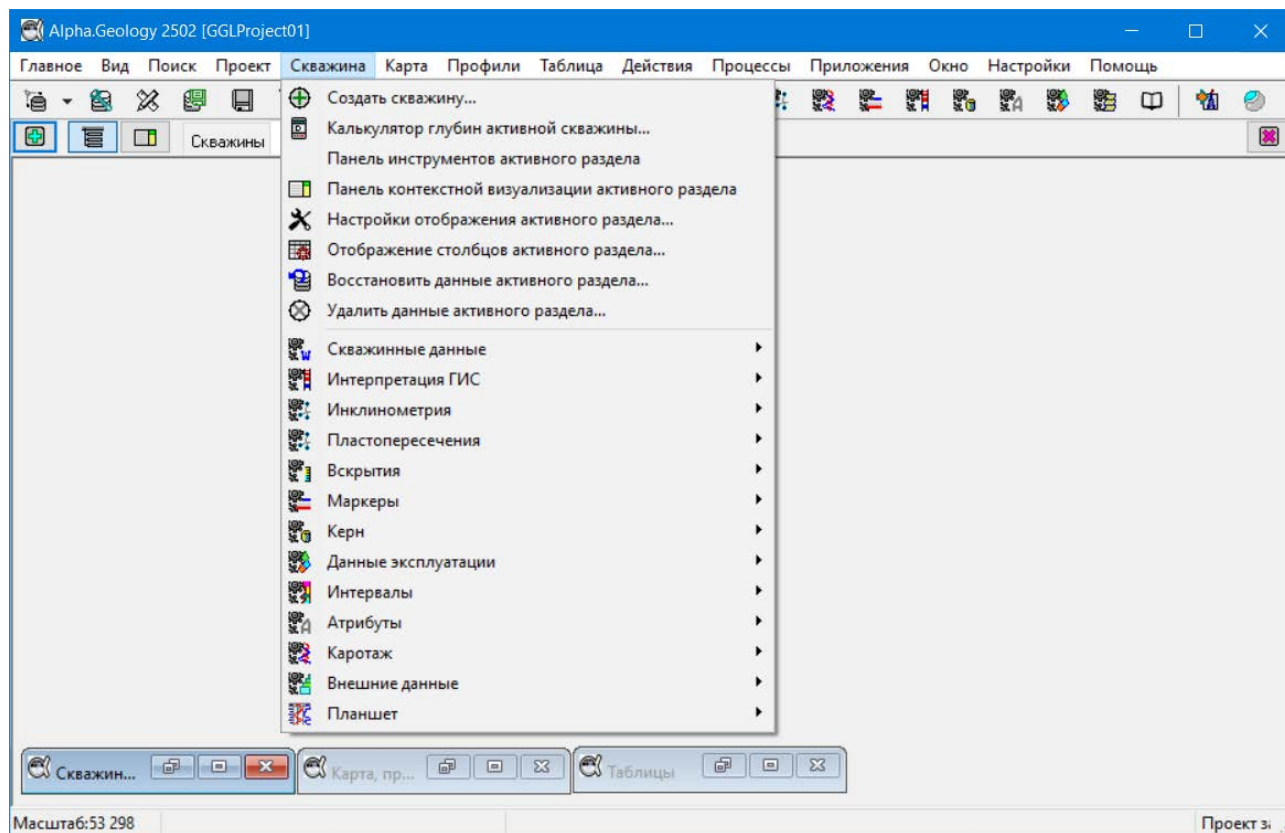 Alpha.Geology 2502 [GGLProject01]
Главное Вид Поиск Проект Скважина Карта Профили Таблица Действия Процессы Приложения Окно Настройки Помощь
Скважины
Создать скважину...
Калькулятор глубин активной скважины...
Панель инструментов активного раздела
Панель контекстной визуализации активного раздела
Настройки отображения активного раздела...
Отображение столбцов активного раздела...
Восстановить данные активного раздела...
Удалить данные активного раздела...
Скважинные данные
Интерпретация ГИС
Инклинометрия
Пластопересечения
Вскрытия
Маркеры
Керн
Данные эксплуатации
Интервалы
Атрибуты
Каротаж
Внешние данные
Планшет
Скважин... Карта, пр... Таблицы
Масштаб:53 298 Проект